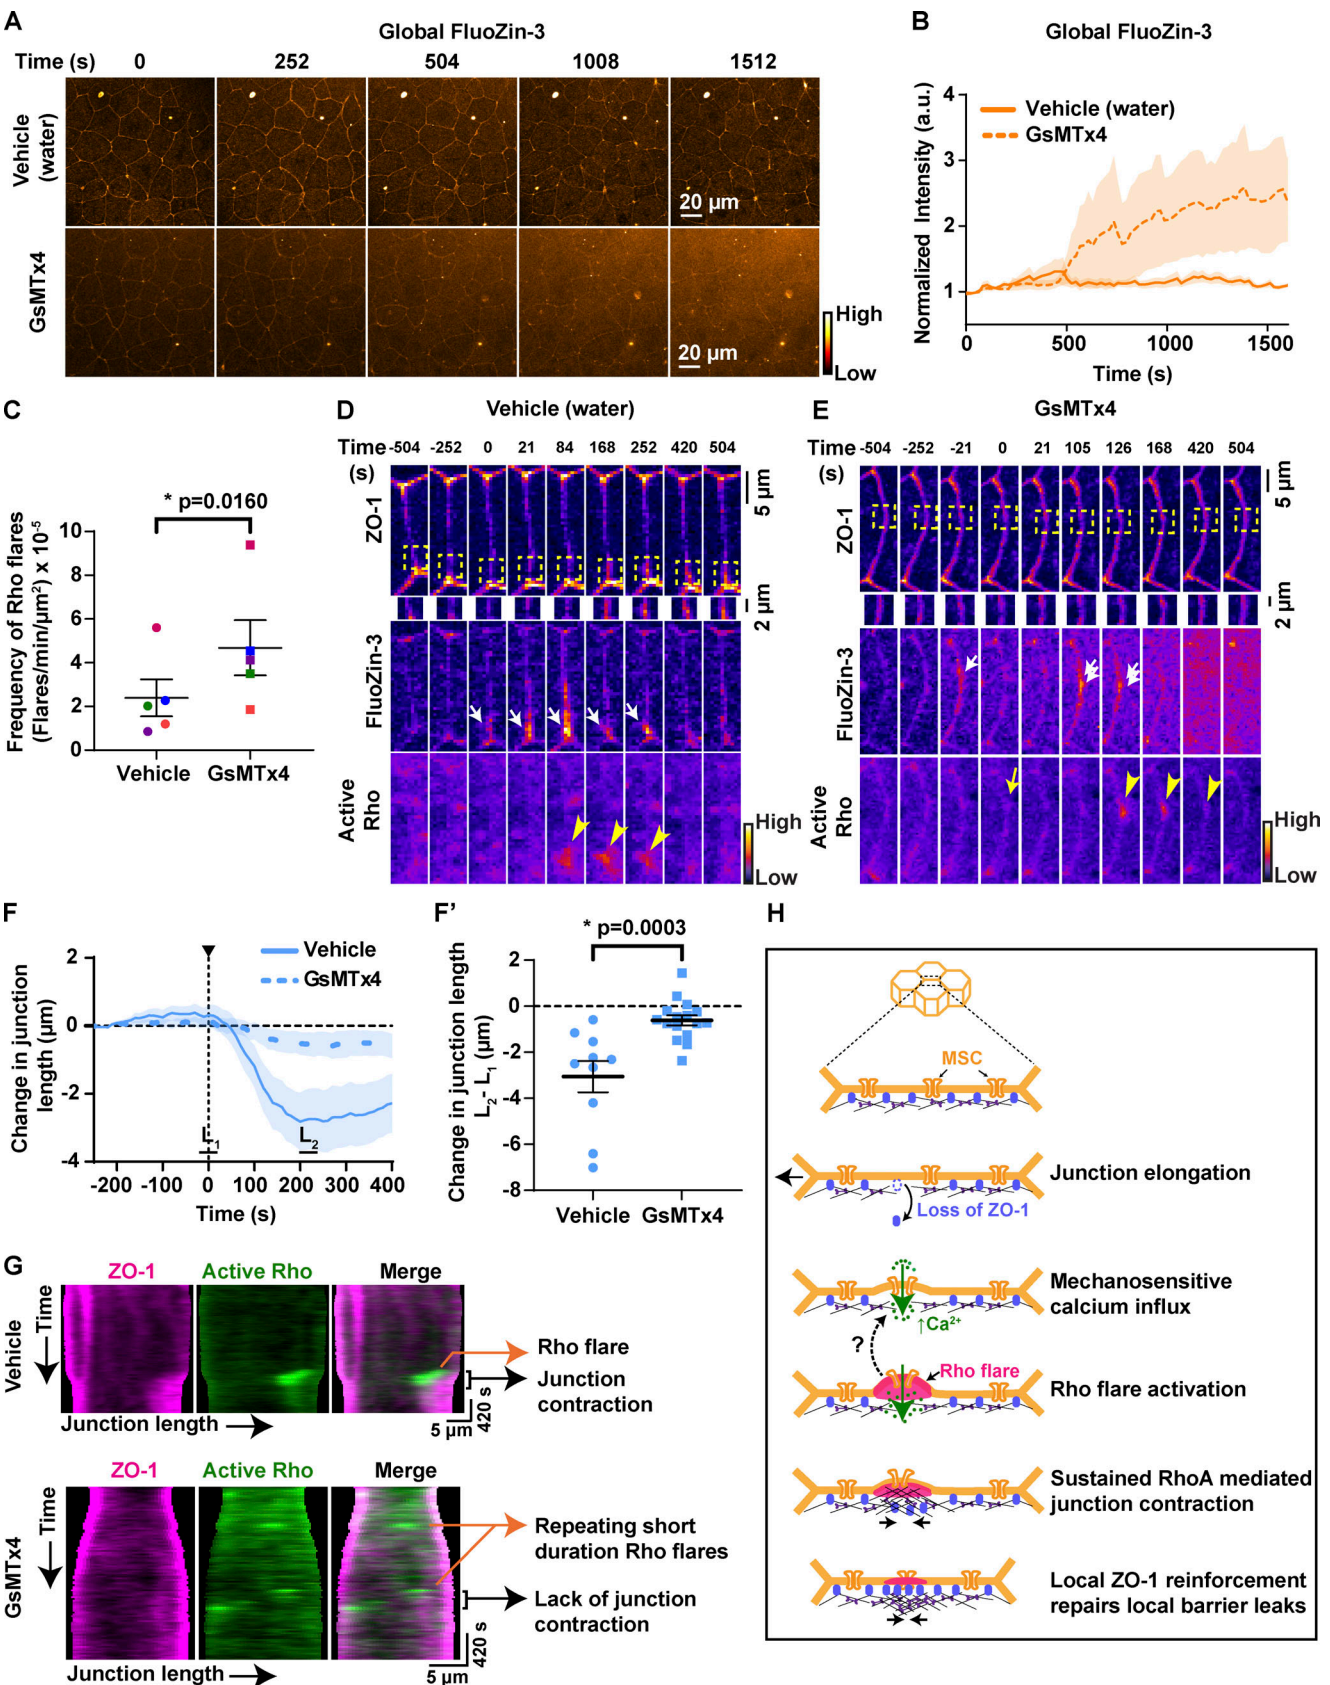 A
Global FluoZin-3
Time (s) 0 252 504 1008 1512
Vehicle
(water)
20 µm
GsMTx4
20 µm
High
Low
B
Global FluoZin-3
Normalized Intensity (a.u.)
4
3
2
1
Vehicle (water)
GsMTx4
0 500 1000 1500
Time (s)
C
Frequency of Rho flares
(Flares/min/µm²) x 10⁻⁵
* p=0.0160
10
8
6
4
2
0
Vehicle GsMTx4
D
Vehicle (water)
Time -504 -252 0 21 84 168 252 420 504
(s)
ZO-1
5 µm
2 µm
FluoZin-3
Active
Rho
High
Low
E
GsMTx4
Time -504 -252 -21 0 21 105 126 168 420 504
(s)
ZO-1
5 µm
2 µm
FluoZin-3
Active
Rho
High
Low
F
Change in junction
length (µm)
2
0
-2
-4
Vehicle
GsMTx4
L₁ L₂
-200 -100 0 100 200 300 400
Time (s)
F’
* p=0.0003
Change in junction length
L₂- L₁ (µm)
2
0
-2
-4
-6
-8
Vehicle GsMTx4
G
ZO-1 Active Rho Merge
Vehicle
Time
Rho flare
Junction
contraction
Junction length
5 µm
420 s
ZO-1 Active Rho Merge
GsMTx4
Time
Repeating short
duration Rho flares
Lack of junction
contraction
Junction length
5 µm
420 s
H
MSC
Junction elongation
Loss of ZO-1
Mechanosensitive
calcium influx
↑Ca²⁺
?
Rho flare
Rho flare activation
Sustained RhoA mediated
junction contraction
Local ZO-1 reinforcement
repairs local barrier leaks